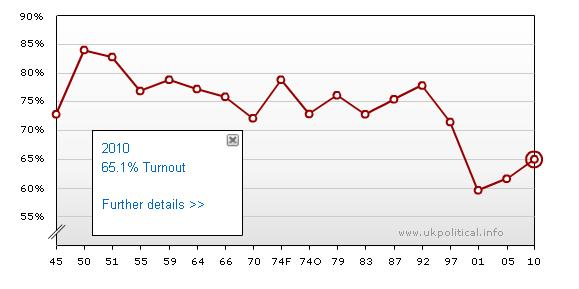 90%
85%
80%
75%
70%
65%
60%
55%
2010
65.1% Turnout
Further details >>
www.ukpolitical.info
45 50 51 55 59 64 66 70 74F 74O 79 83 87 92 97 01 05 10